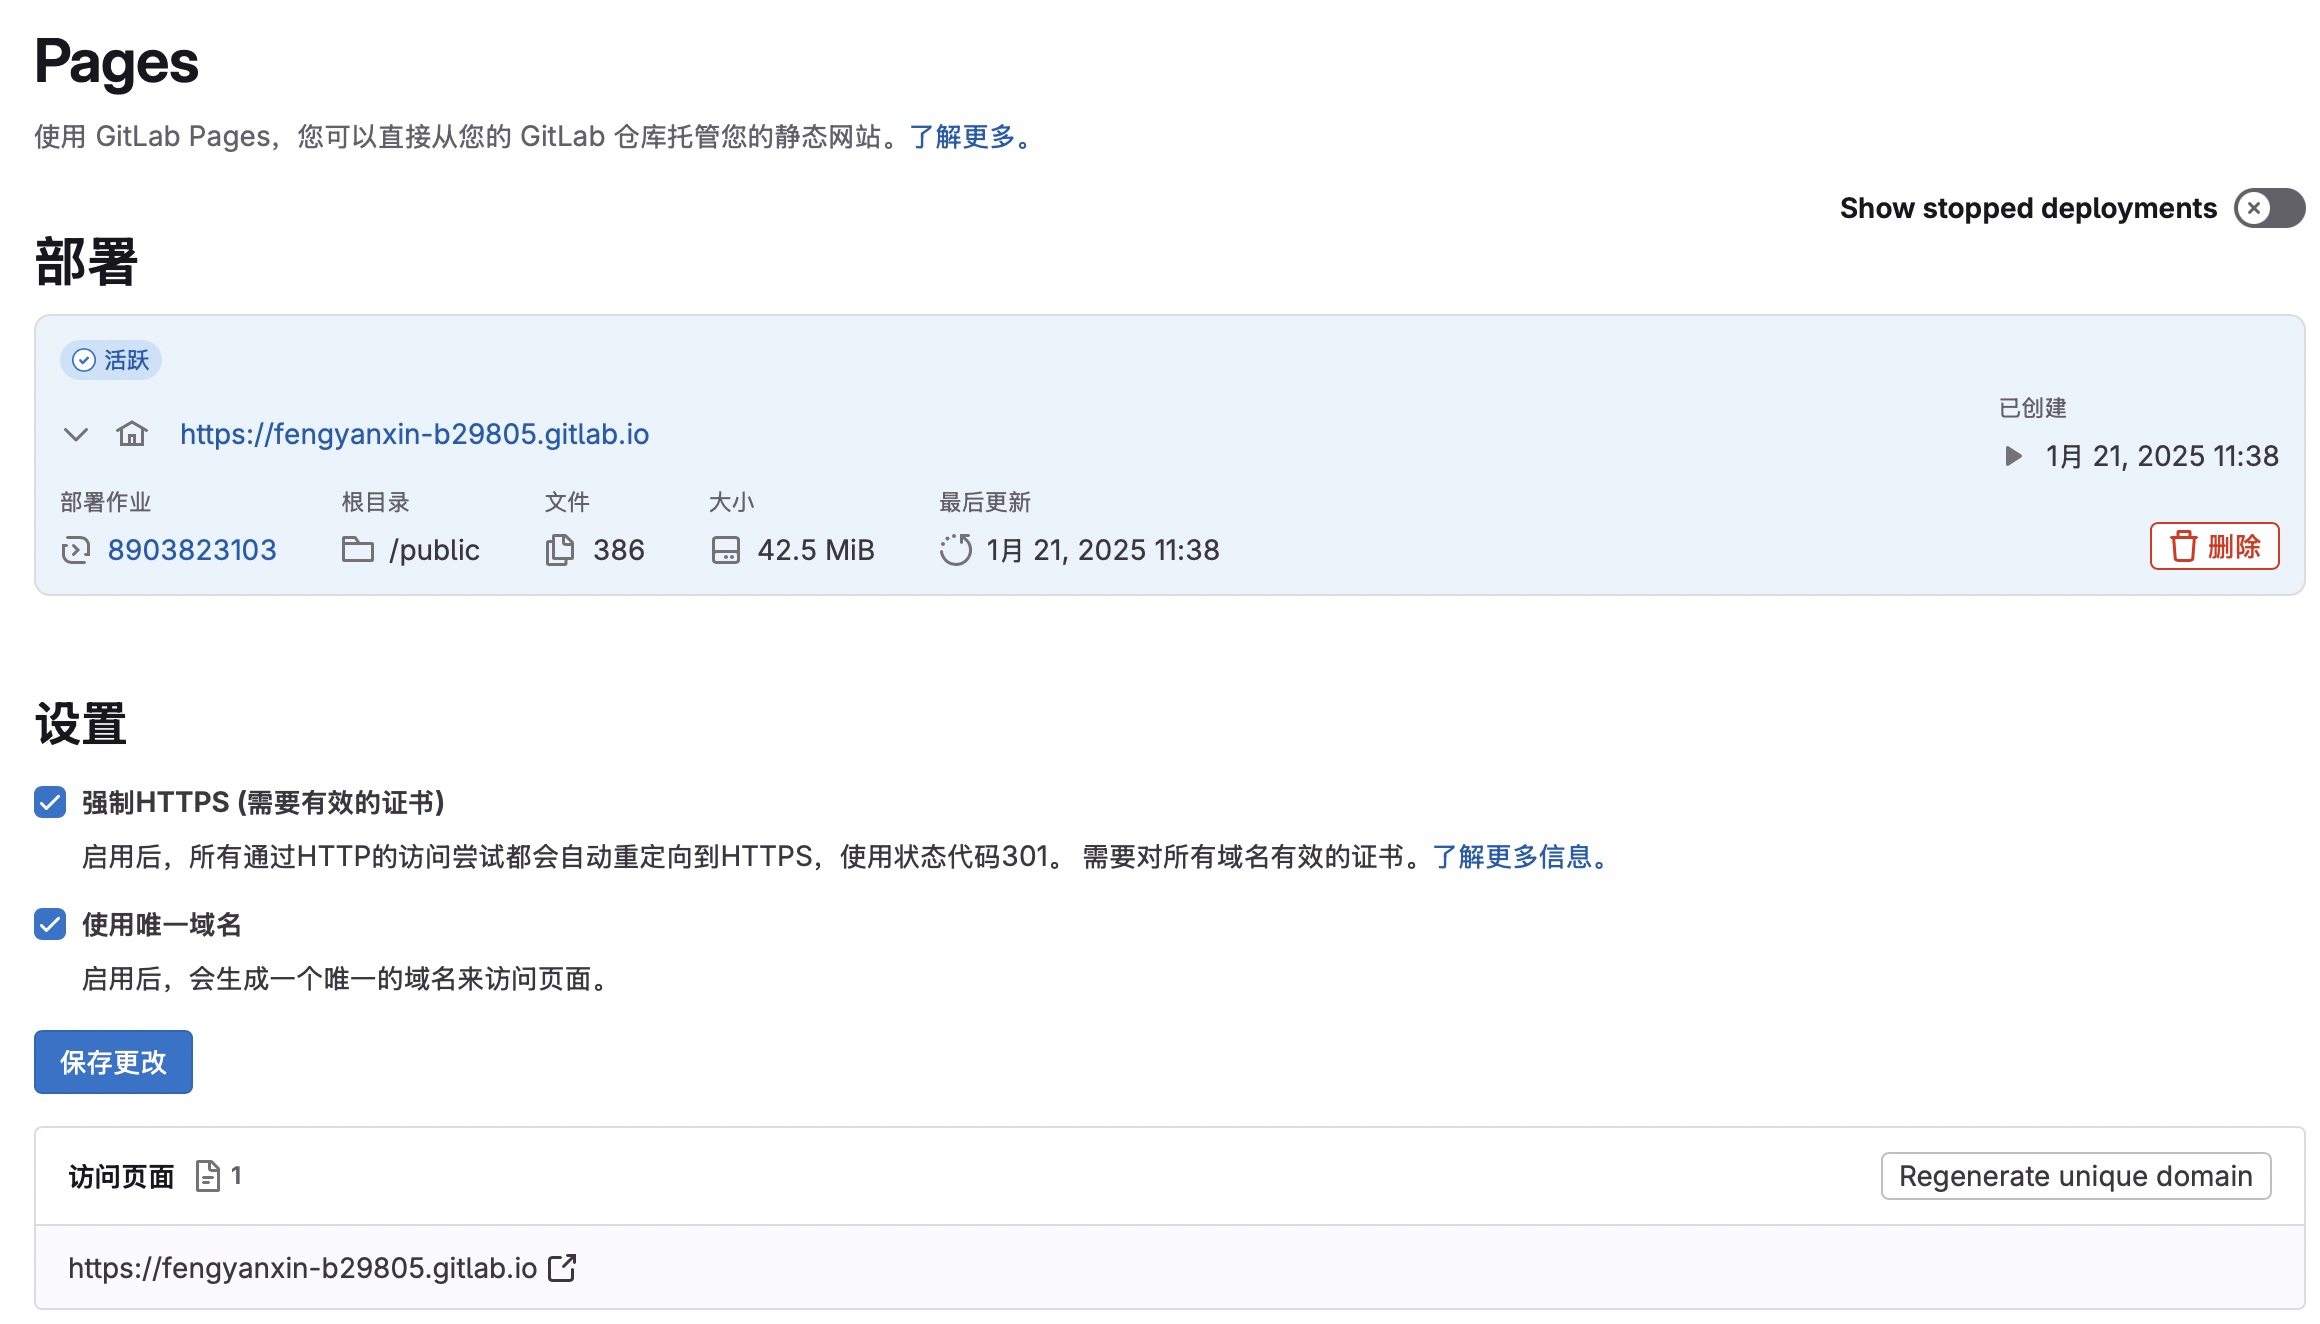 Pages
使用 GitLab Pages，您可以直接从您的 GitLab 仓库托管您的静态网站。了解更多。
Show stopped deployments
部署
活跃
https://fengyanxin-b29805.gitlab.io
已创建
1月 21, 2025 11:38
部署作业 根目录 文件 大小 最后更新
8903823103 /public 386 42.5 MiB 1月 21, 2025 11:38
删除
设置
强制HTTPS (需要有效的证书)
启用后，所有通过HTTP的访问尝试都会自动重定向到HTTPS，使用状态代码301。 需要对所有域名有效的证书。了解更多信息。
使用唯一域名
启用后，会生成一个唯一的域名来访问页面。
保存更改
访问页面 1
Regenerate unique domain
https://fengyanxin-b29805.gitlab.io